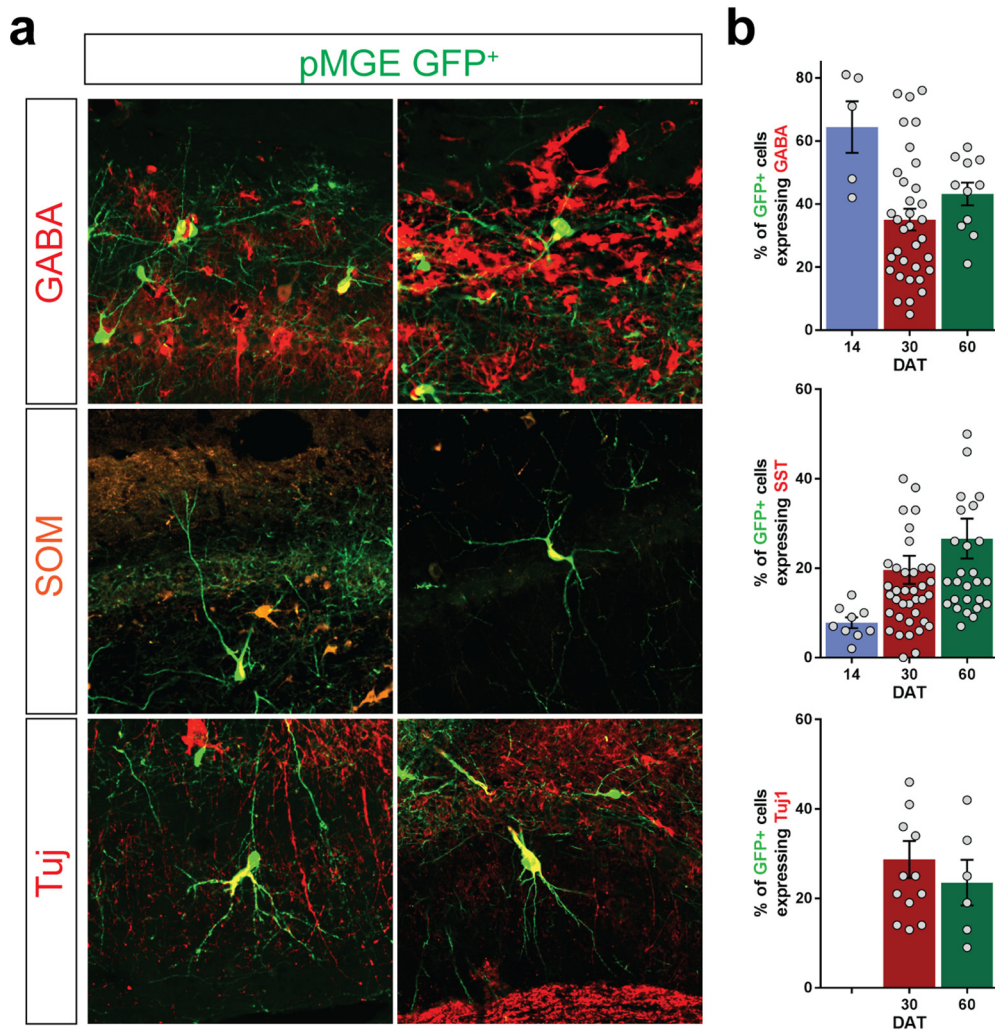 a
pMGE GFP+
GABA
SOM
Tuj
b
% of GFP+ cells
expressing GABA
80
60
40
20
0
14
30
60
DAT
% of GFP+ cells
expressing SST
60
40
20
0
14
30
60
DAT
% of GFP+ cells
expressing Tuj1
60
40
20
0
30
60
DAT